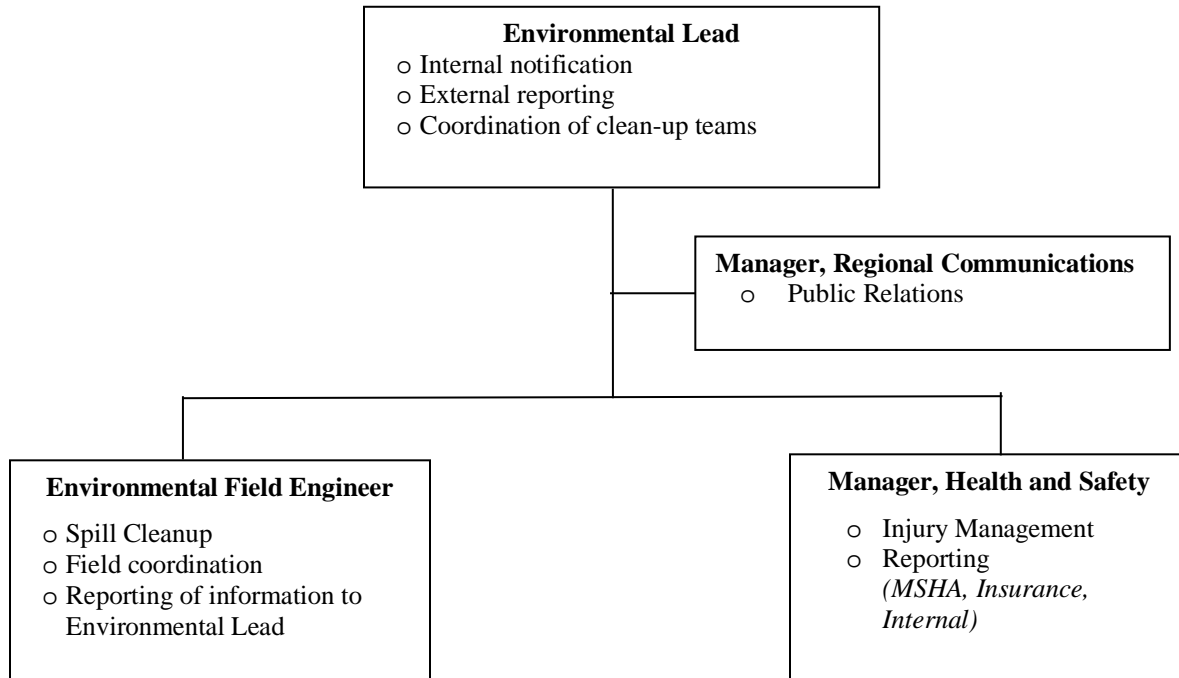 Environmental Lead
o Internal notification
o External reporting
o Coordination of clean-up teams
Manager, Regional Communications
o Public Relations
Environmental Field Engineer
o Spill Cleanup
o Field coordination
o Reporting of information to
Environmental Lead
Manager, Health and Safety
o Injury Management
o Reporting
(MSHA, Insurance,
Internal)